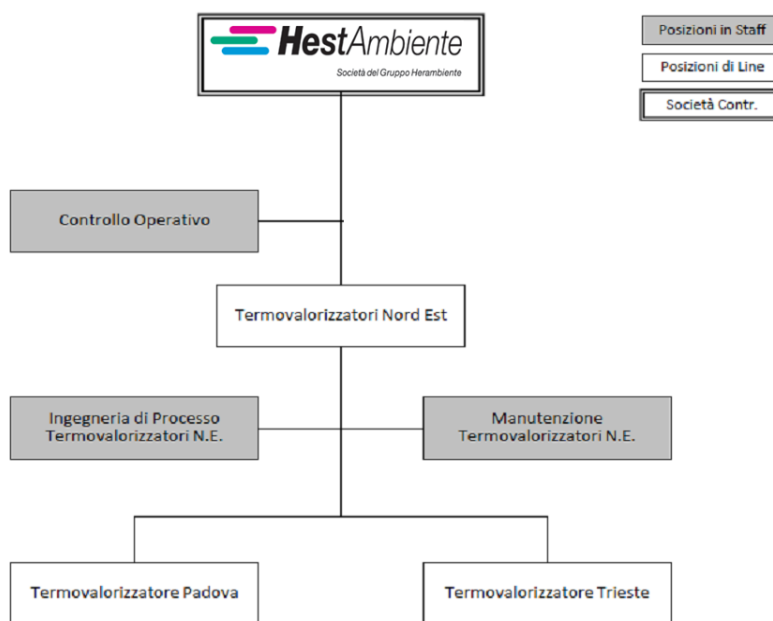 HestAmbiente
Società del Gruppo Herambiente
Posizioni in Staff
Posizioni di Line
Società Contr.
Controllo Operativo
Termovalorizzatori Nord Est
Ingegneria di Processo
Termovalorizzatori N.E.
Manutenzione
Termovalorizzatori N.E.
Termovalorizzatore Padova
Termovalorizzatore Trieste